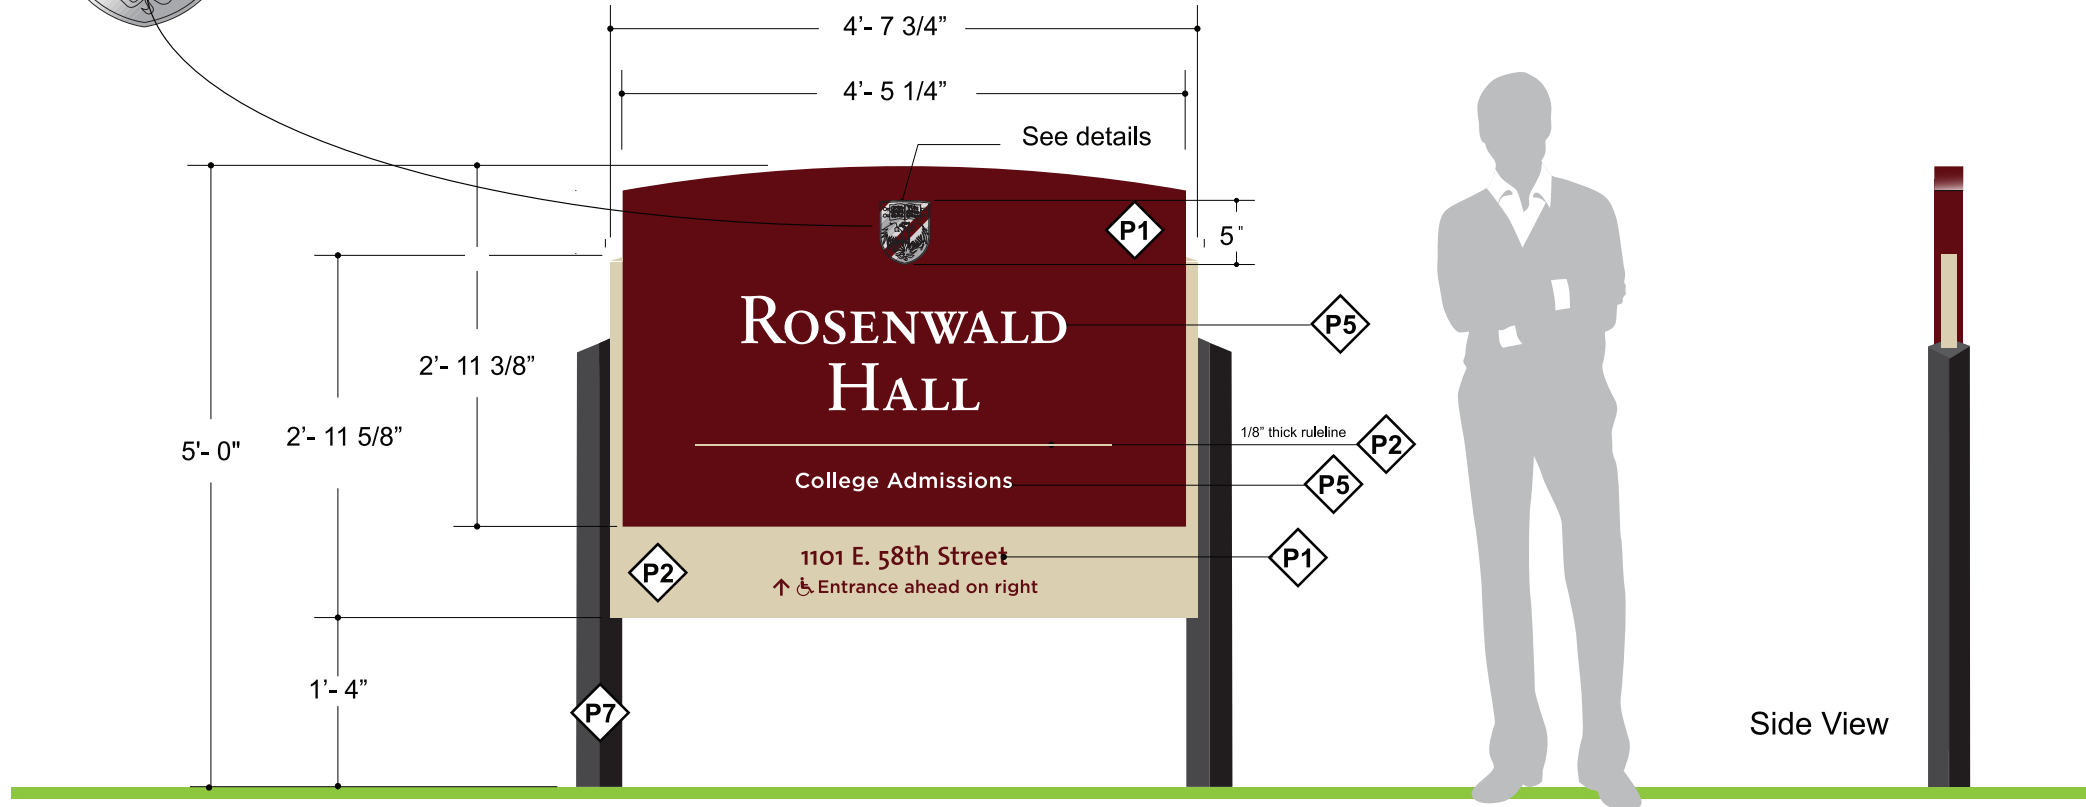 4’- 7 3/4”
4’- 5 1/4”
See details
P1
5"
ROSENWALD
HALL
P5
2’- 11 3/8”
5'- 0"
2’- 11 5/8”
1/8” thick ruleline
P2
College Admissions
P5
1101 E. 58th Street
P1
P2
Entrance ahead on right
1’- 4”
P7
Side View